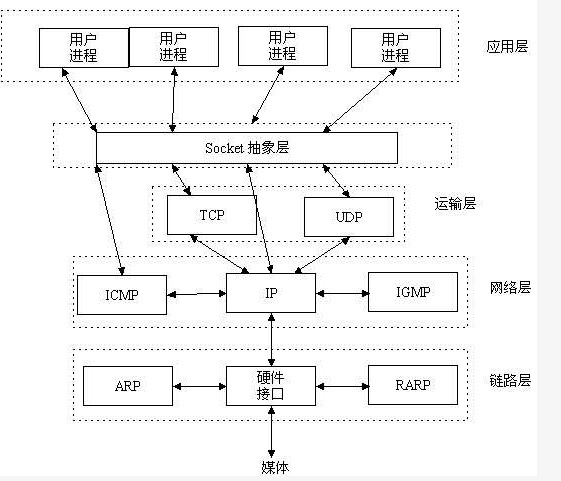 用户
进程
用户
进程
用户
进程
用户
进程
应用层
Socket 抽象层
运输层
TCP
UDP
网络层
ICMP
IP
IGMP
链路层
ARP
硬件
接口
RARP
媒体